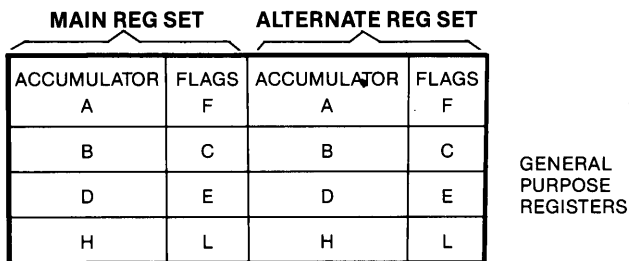 MAIN REG SET ALTERNATE REG SET
ACCUMULATOR FLAGS ACCUMULATOR FLAGS
A F A F
B C B C
D E D E
H L H L
GENERAL
PURPOSE
REGISTERS